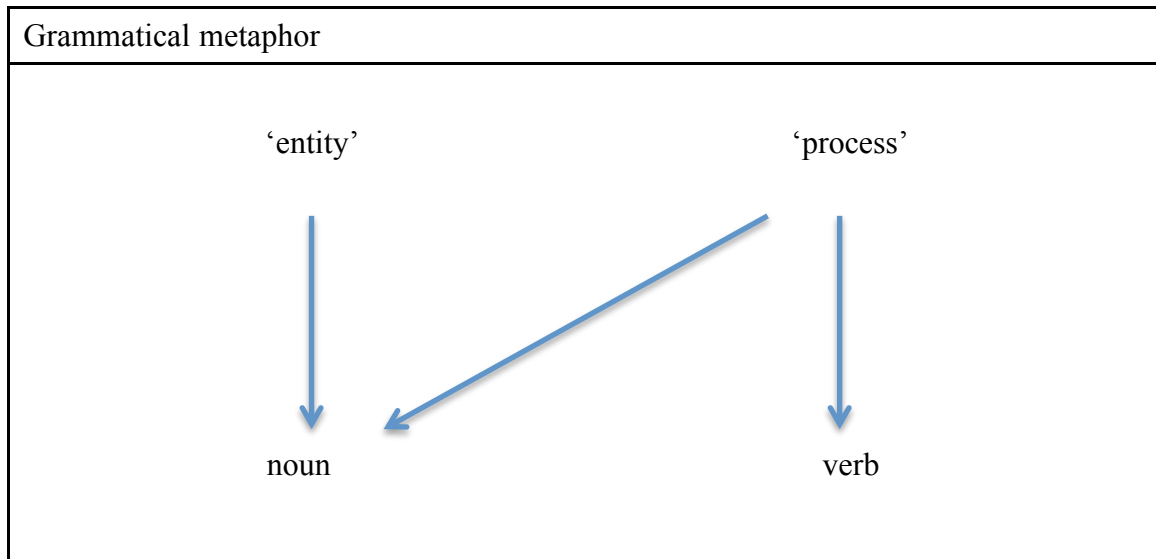 Grammatical metaphor
‘entity’ ‘process’
noun verb